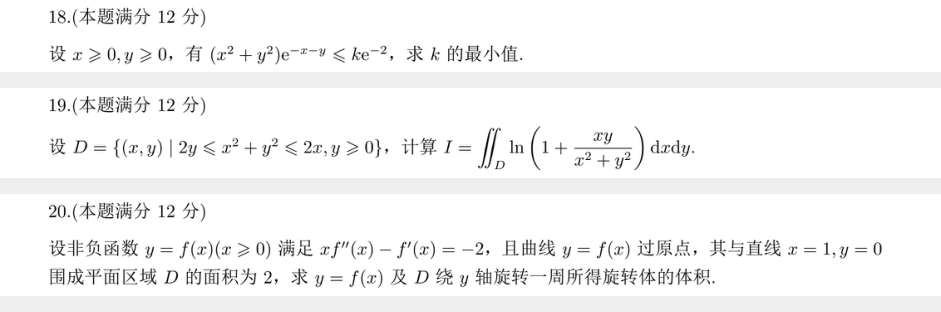 18.(本题满分 12 分)
设 x ⩾ 0, y ⩾ 0，有 (x² + y²)e⁻ˣ⁻ʸ ⩽ ke⁻²，求 k 的最小值.
19.(本题满分 12 分)
设 D = {(x, y) | 2y ⩽ x² + y² ⩽ 2x, y ⩾ 0}，计算 I = ∬_D ln(1 + xy/(x² + y²)) dxdy.
20.(本题满分 12 分)
设非负函数 y = f(x)(x ⩾ 0) 满足 xf″(x) − f′(x) = −2，且曲线 y = f(x) 过原点，其与直线 x = 1, y = 0
围成平面区域 D 的面积为 2，求 y = f(x) 及 D 绕 y 轴旋转一周所得旋转体的体积.